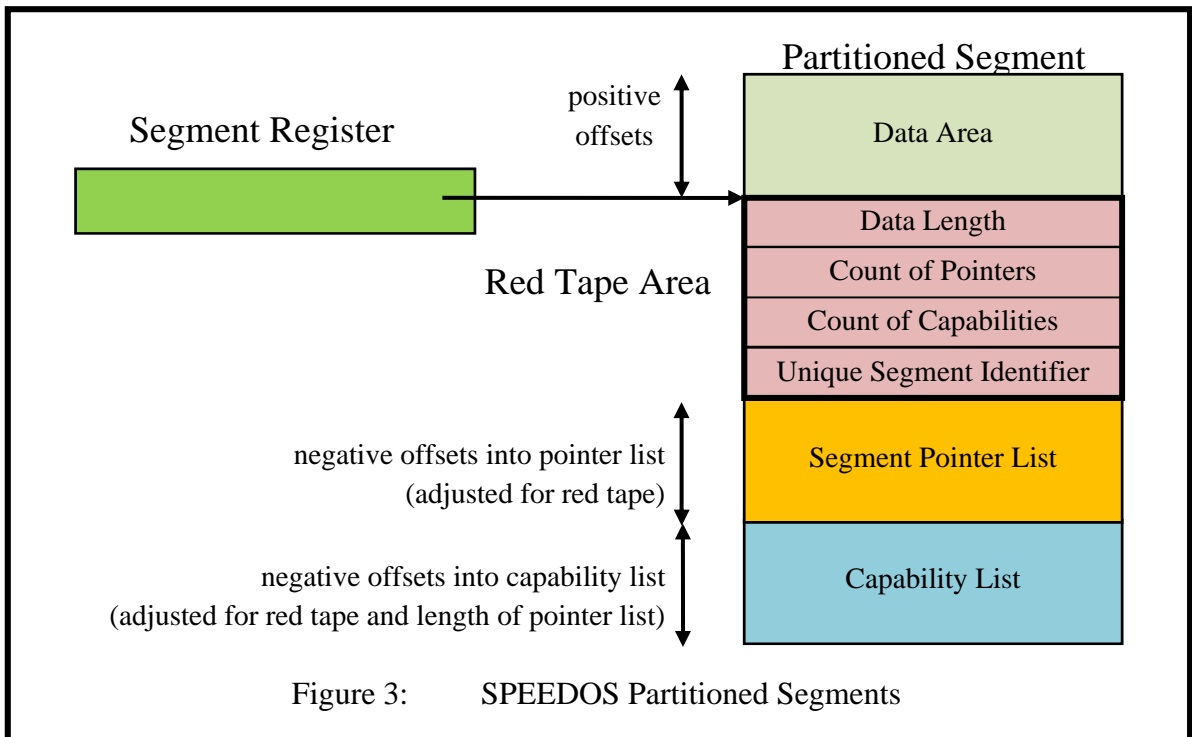 Partitioned Segment
positive
offsets
Segment Register
Data Area
Data Length
Red Tape Area
Count of Pointers
Count of Capabilities
Unique Segment Identifier
negative offsets into pointer list
(adjusted for red tape)
Segment Pointer List
negative offsets into capability list
(adjusted for red tape and length of pointer list)
Capability List
Figure 3: SPEEDOS Partitioned Segments